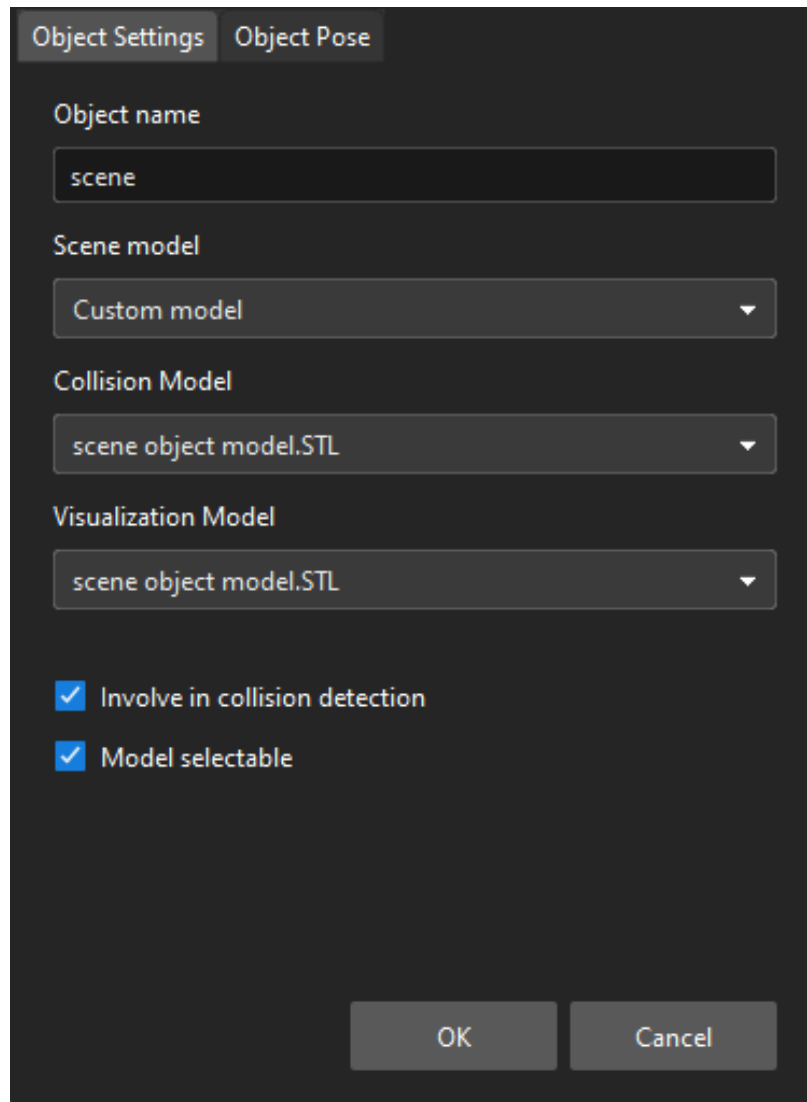 Object Settings Object Pose
Object name
scene
Scene model
Custom model
Collision Model
scene object model.STL
Visualization Model
scene object model.STL
Involve in collision detection
Model selectable
OK Cancel